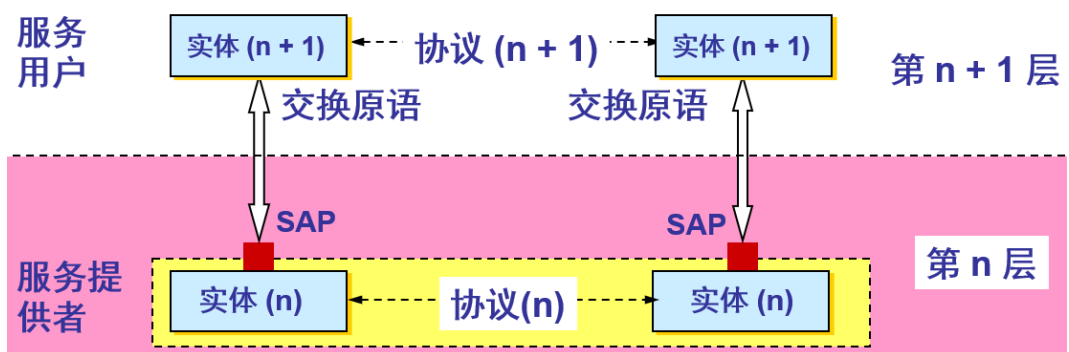 服务
用户
实体 (n + 1)
协议 (n + 1)
实体 (n + 1)
第 n + 1 层
交换原语
交换原语
SAP
SAP
服务提
供者
实体 (n)
协议(n)
实体 (n)
第 n 层